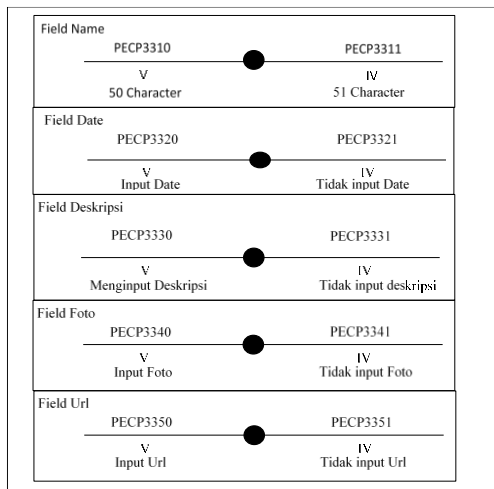 Field Name
PECP3310 PECP3311
V IV
50 Character 51 Character
Field Date
PECP3320 PECP3321
V IV
Input Date Tidak input Date
Field Deskripsi
PECP3330 PECP3331
V IV
Menginput Deskripsi Tidak input deskripsi
Field Foto
PECP3340 PECP3341
V IV
Input Foto Tidak input Foto
Field Url
PECP3350 PECP3351
V IV
Input Url Tidak input Url